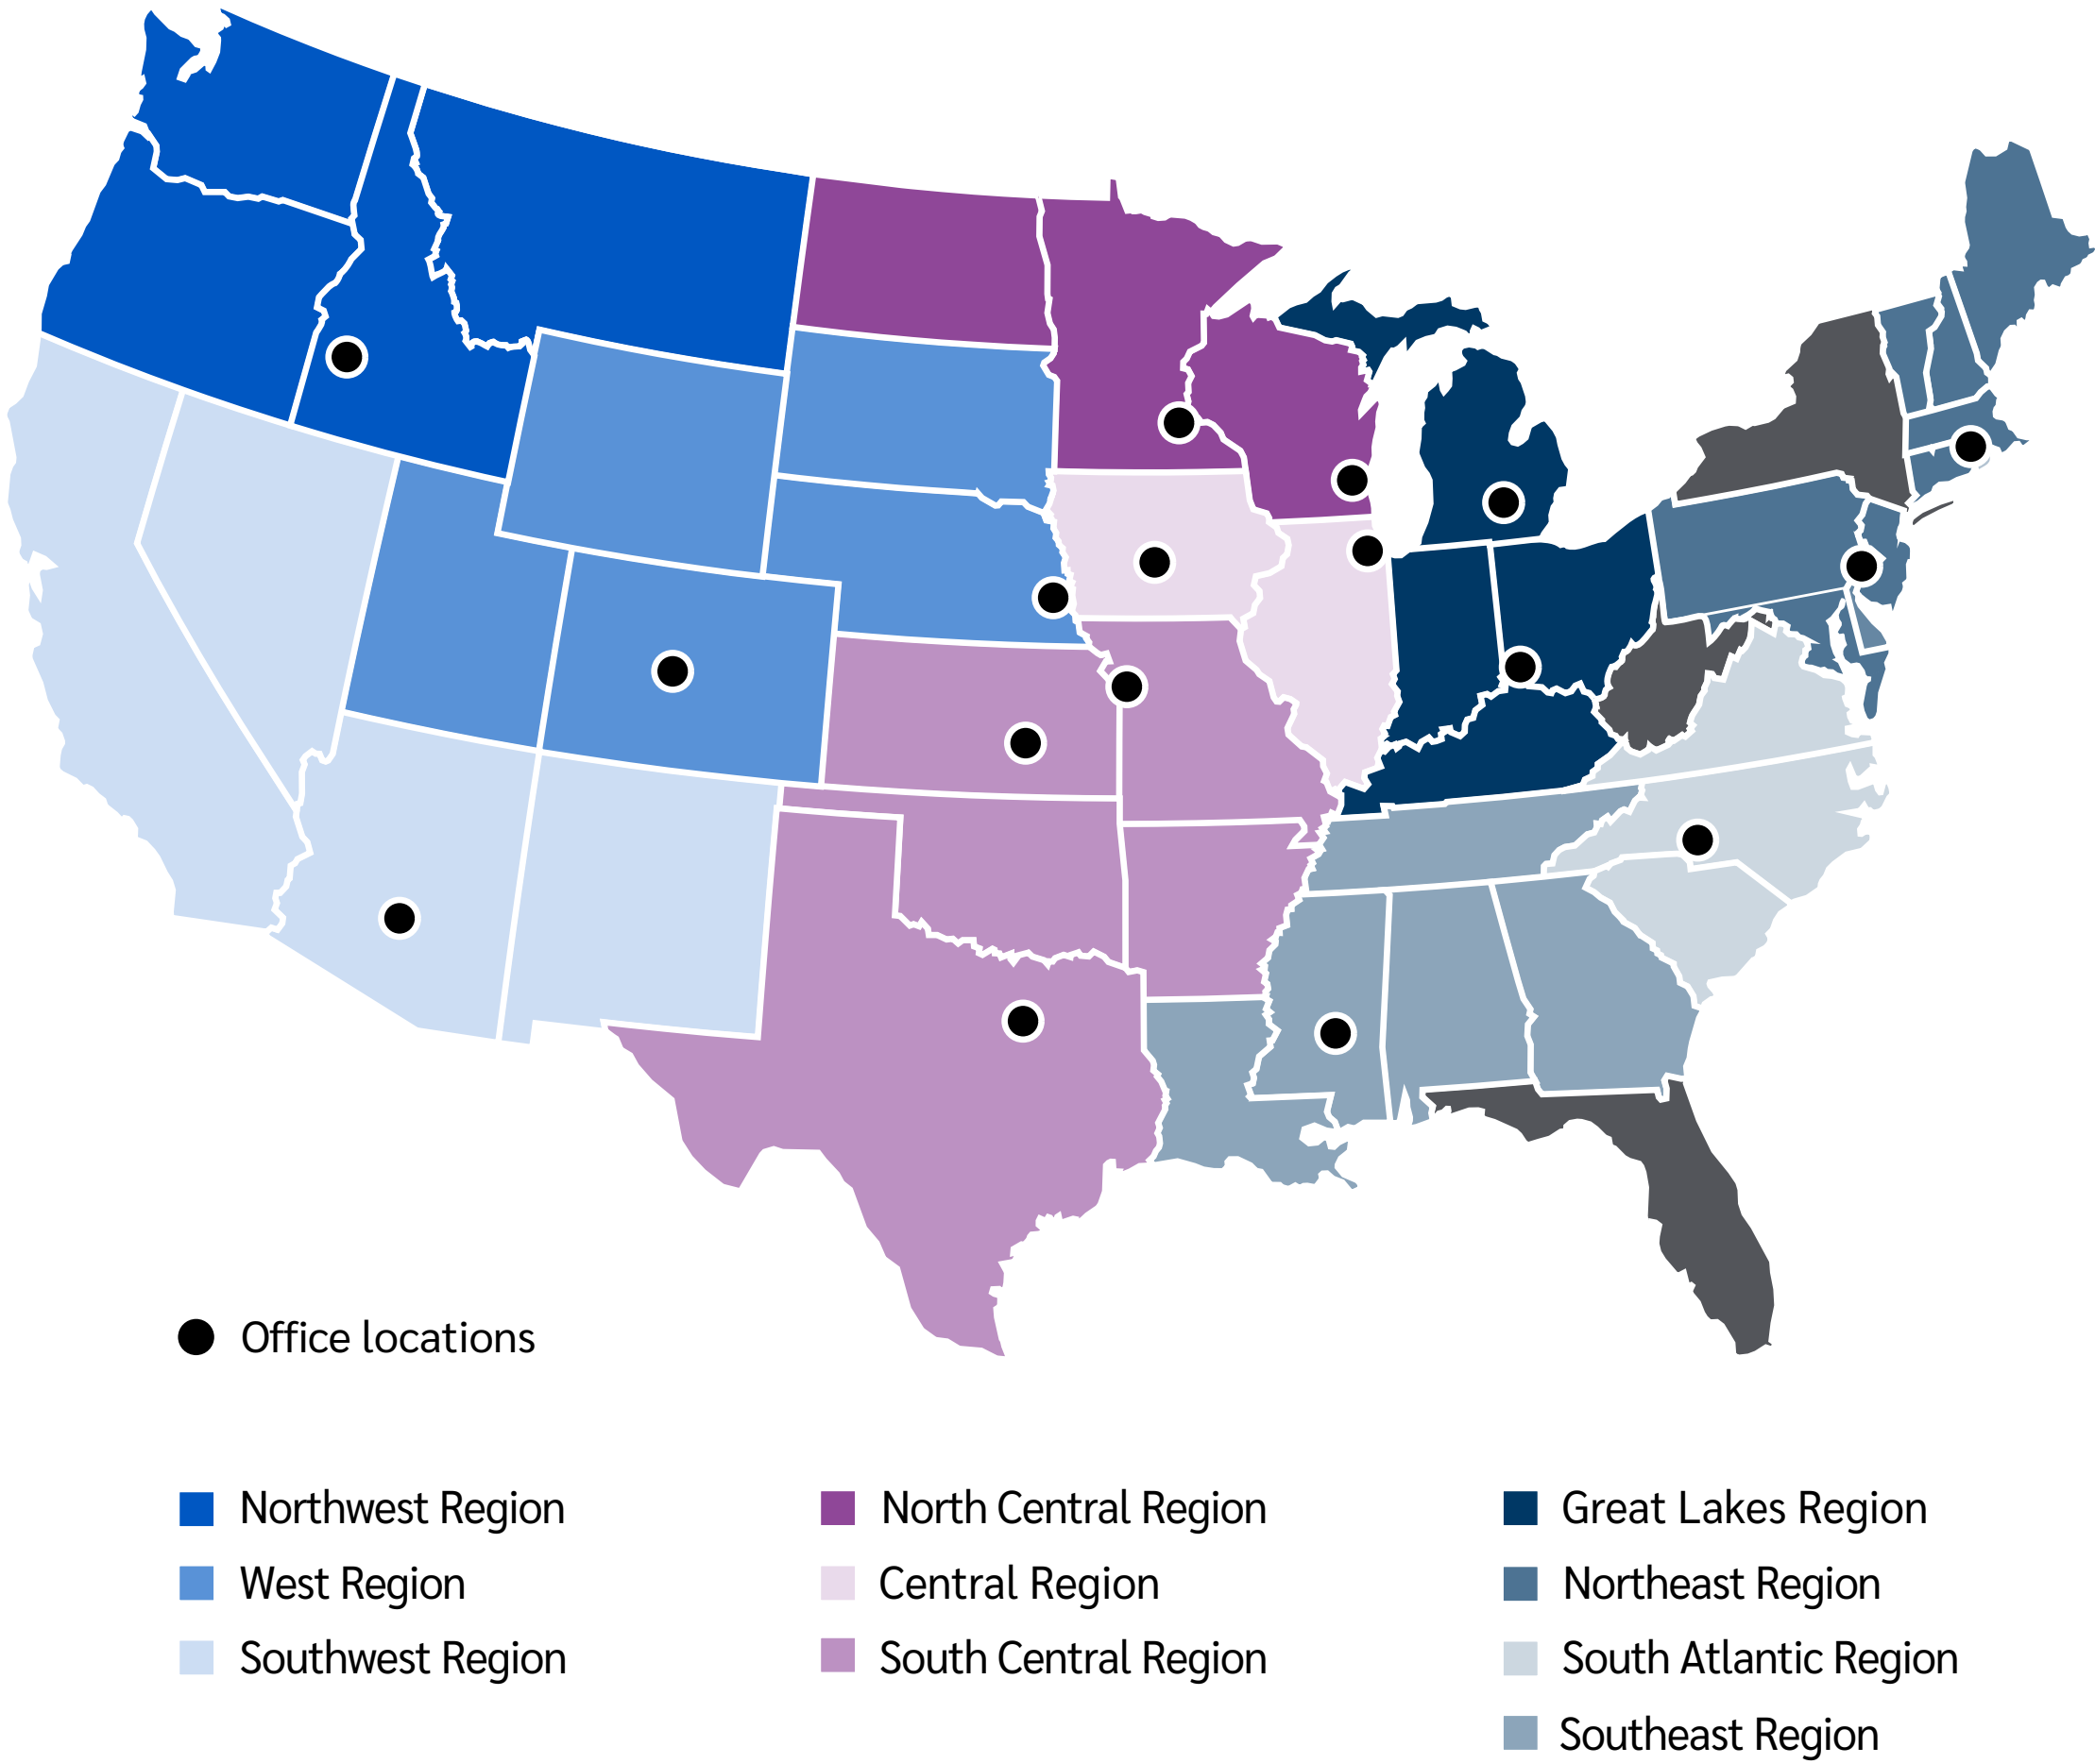 Office locations
Northwest Region
West Region
Southwest Region
North Central Region
Central Region
South Central Region
Great Lakes Region
Northeast Region
South Atlantic Region
Southeast Region